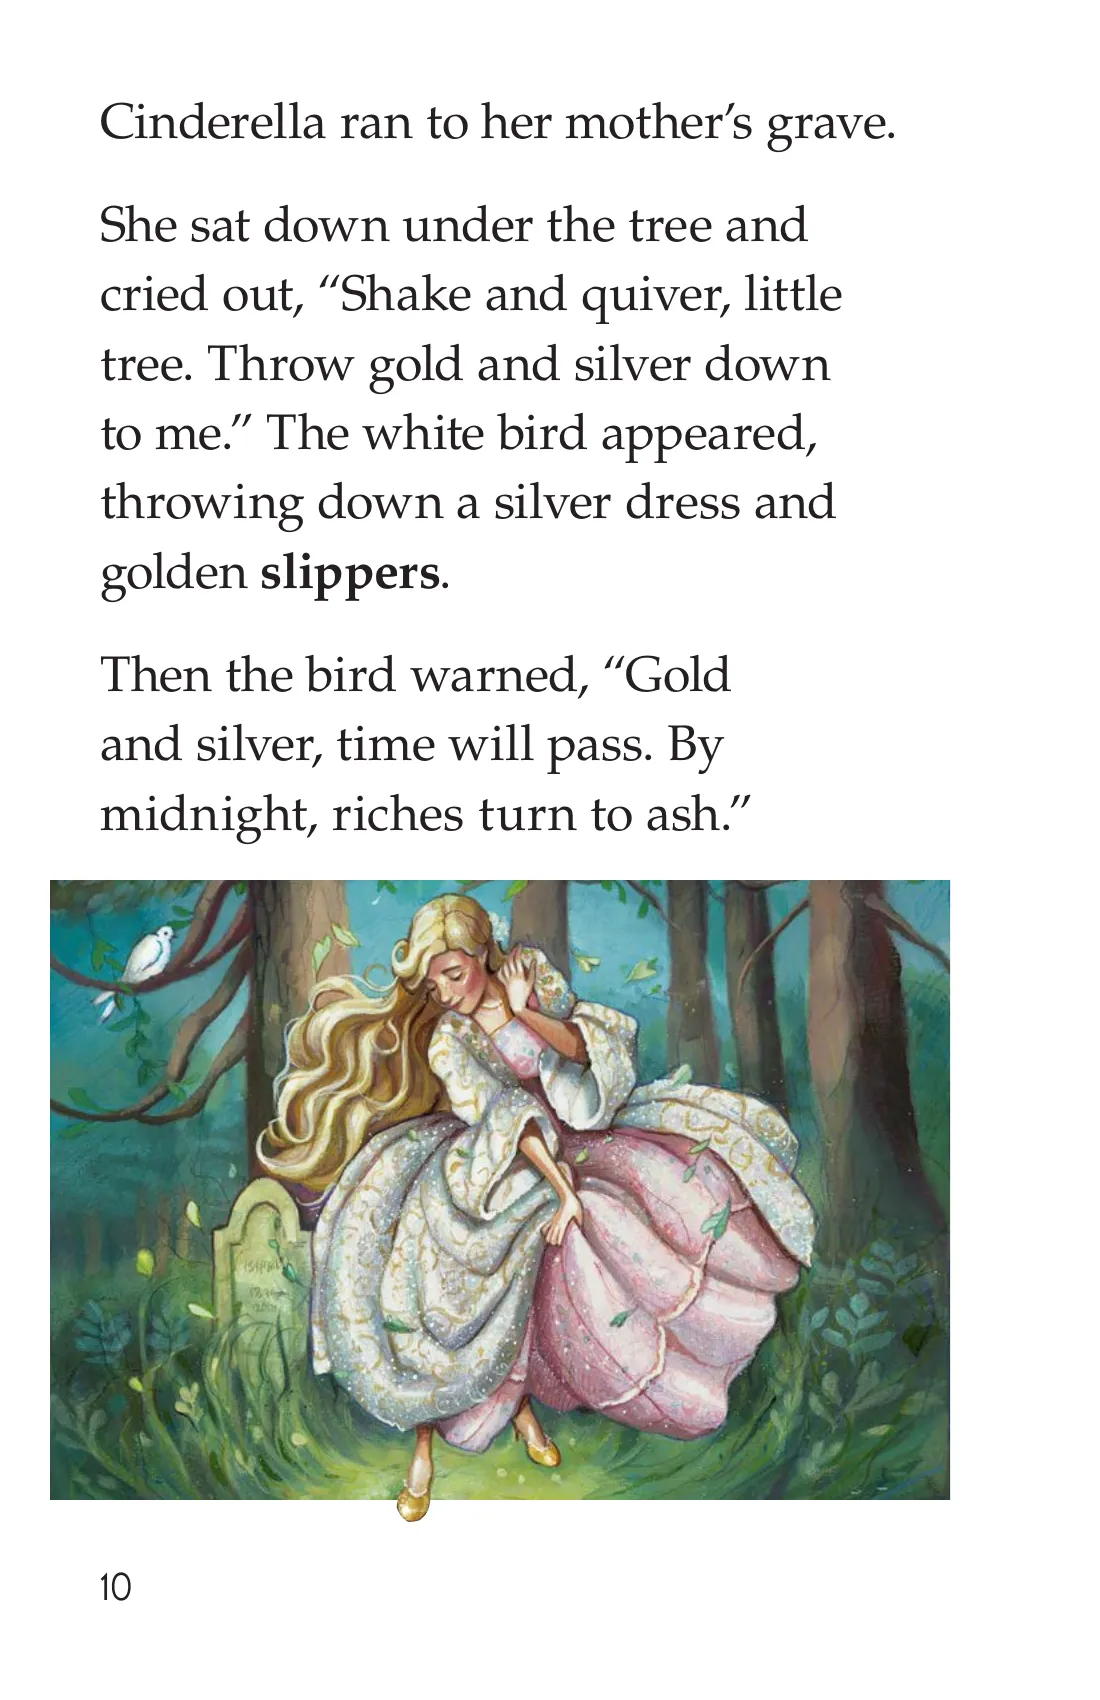 Cinderella ran to her mother’s grave.
She sat down under the tree and
cried out, “Shake and quiver, little
tree. Throw gold and silver down
to me.” The white bird appeared,
throwing down a silver dress and
golden slippers.
Then the bird warned, “Gold
and silver, time will pass. By
midnight, riches turn to ash.”
10